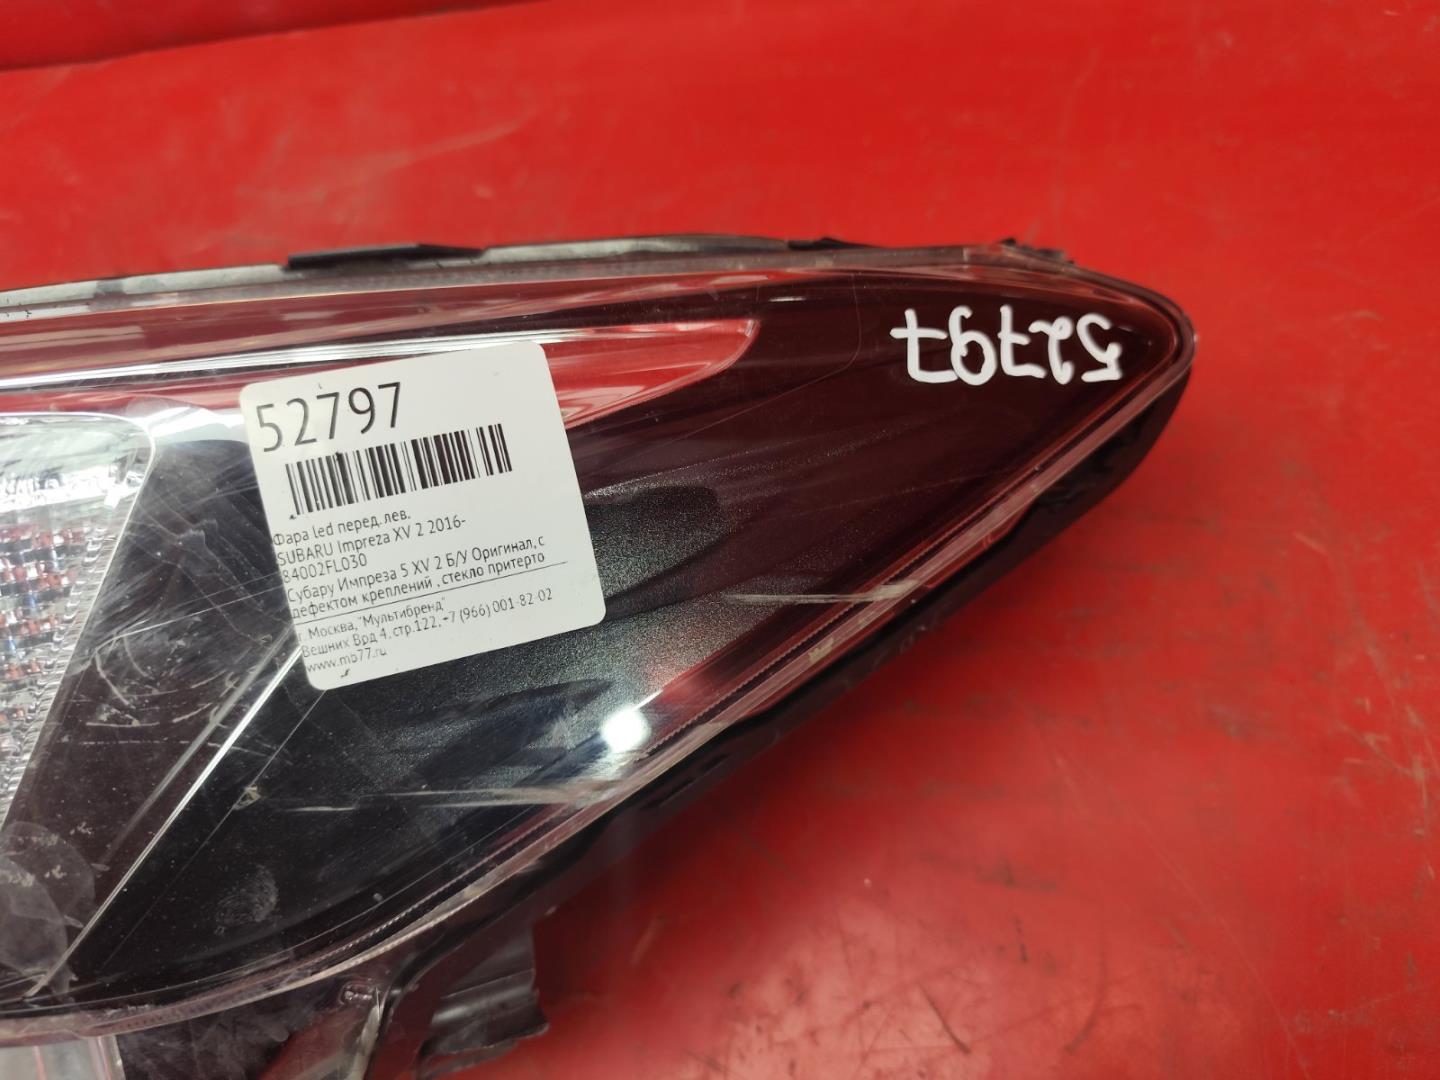 52797
Фара led перед. лев.
SUBARU Impreza XV 2 2016-
84002FL030
Субару Импреза 5 XV 2 Б/У Оригинал, с
дефектом креплений , стекло притерто
г. Москва,"Мультибренд"
Вешних Врд 4, стр.122, +7 (966) 001-82-02
www.mb77.ru
52797